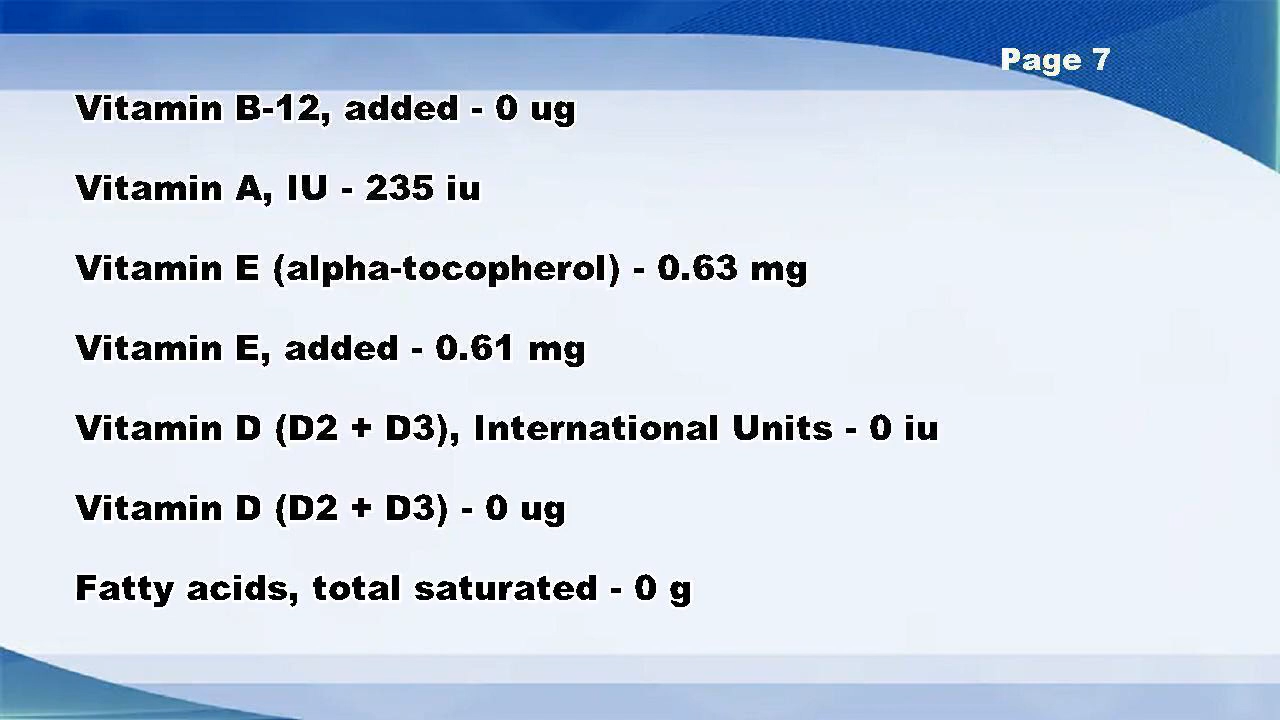 Page 7
Vitamin B-12, added - 0 ug
Vitamin A, IU - 235 iu
Vitamin E (alpha-tocopherol) - 0.63 mg
Vitamin E, added - 0.61 mg
Vitamin D (D2 + D3), International Units - 0 iu
Vitamin D (D2 + D3) - 0 ug
Fatty acids, total saturated - 0 g